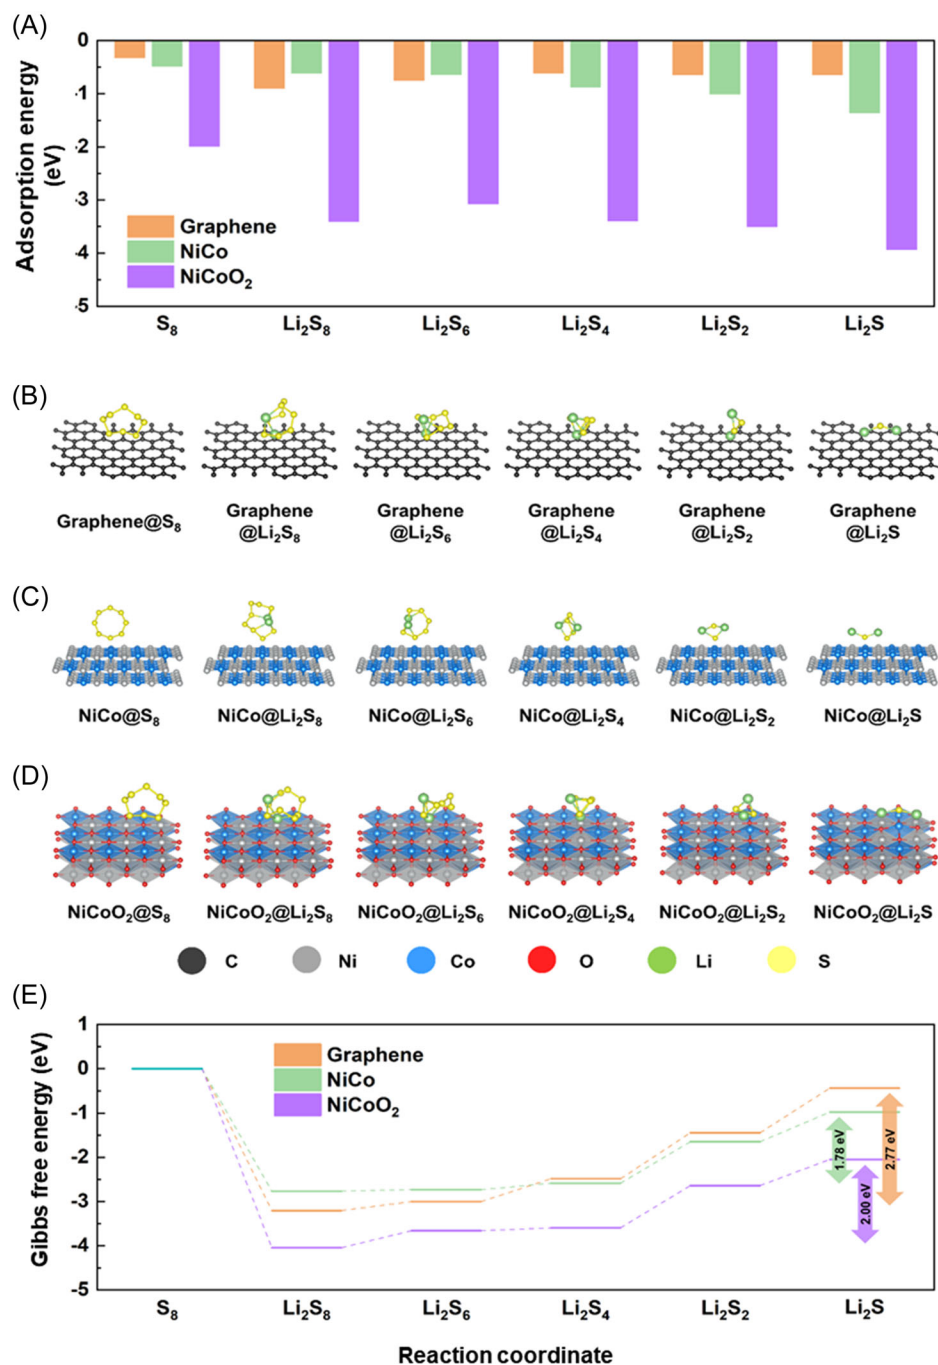 (A)
Adsorption energy
(eV)
0
-1
-2
-3
-4
-5
Graphene
NiCo
NiCoO₂
S₈ Li₂S₈ Li₂S₆ Li₂S₄ Li₂S₂ Li₂S
(B)
Graphene@S₈
Graphene
@Li₂S₈
Graphene
@Li₂S₆
Graphene
@Li₂S₄
Graphene
@Li₂S₂
Graphene
@Li₂S
(C)
NiCo@S₈ NiCo@Li₂S₈ NiCo@Li₂S₆ NiCo@Li₂S₄ NiCo@Li₂S₂ NiCo@Li₂S
(D)
NiCoO₂@S₈ NiCoO₂@Li₂S₈ NiCoO₂@Li₂S₆ NiCoO₂@Li₂S₄ NiCoO₂@Li₂S₂ NiCoO₂@Li₂S
C Ni Co O Li S
(E)
Gibbs free energy (eV)
1
0
-1
-2
-3
-4
-5
Graphene
NiCo
NiCoO₂
1.78 eV
2.77 eV
2.00 eV
S₈ Li₂S₈ Li₂S₆ Li₂S₄ Li₂S₂ Li₂S
Reaction coordinate